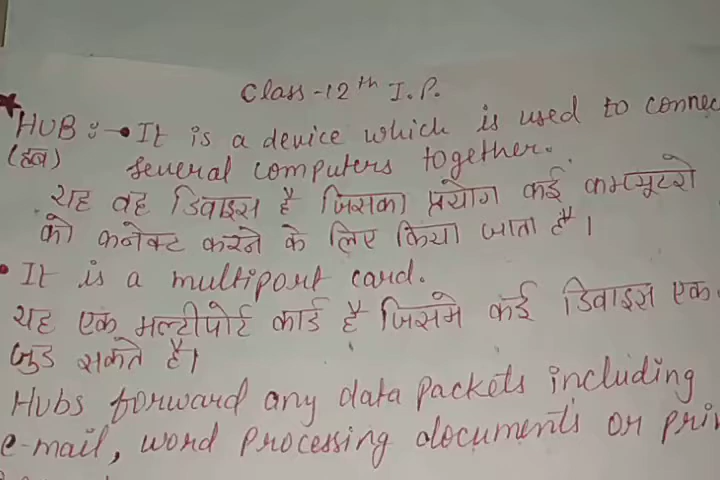 Class-12th I.P.
★ HUB:-• It is a device which is used to connec
(हब) several computers together.
यह वह डिवाइस है जिसका प्रयोग कई कम्प्यूटरो
को कनेक्ट करने के लिए किया जाता है।
• It is a multiport card.
यह एक मल्टीपोर्ट कार्ड है जिसमे कई डिवाइस एक
जुड सकते है।
Hubs forward any data packets including
e-mail, word processing documents or pri